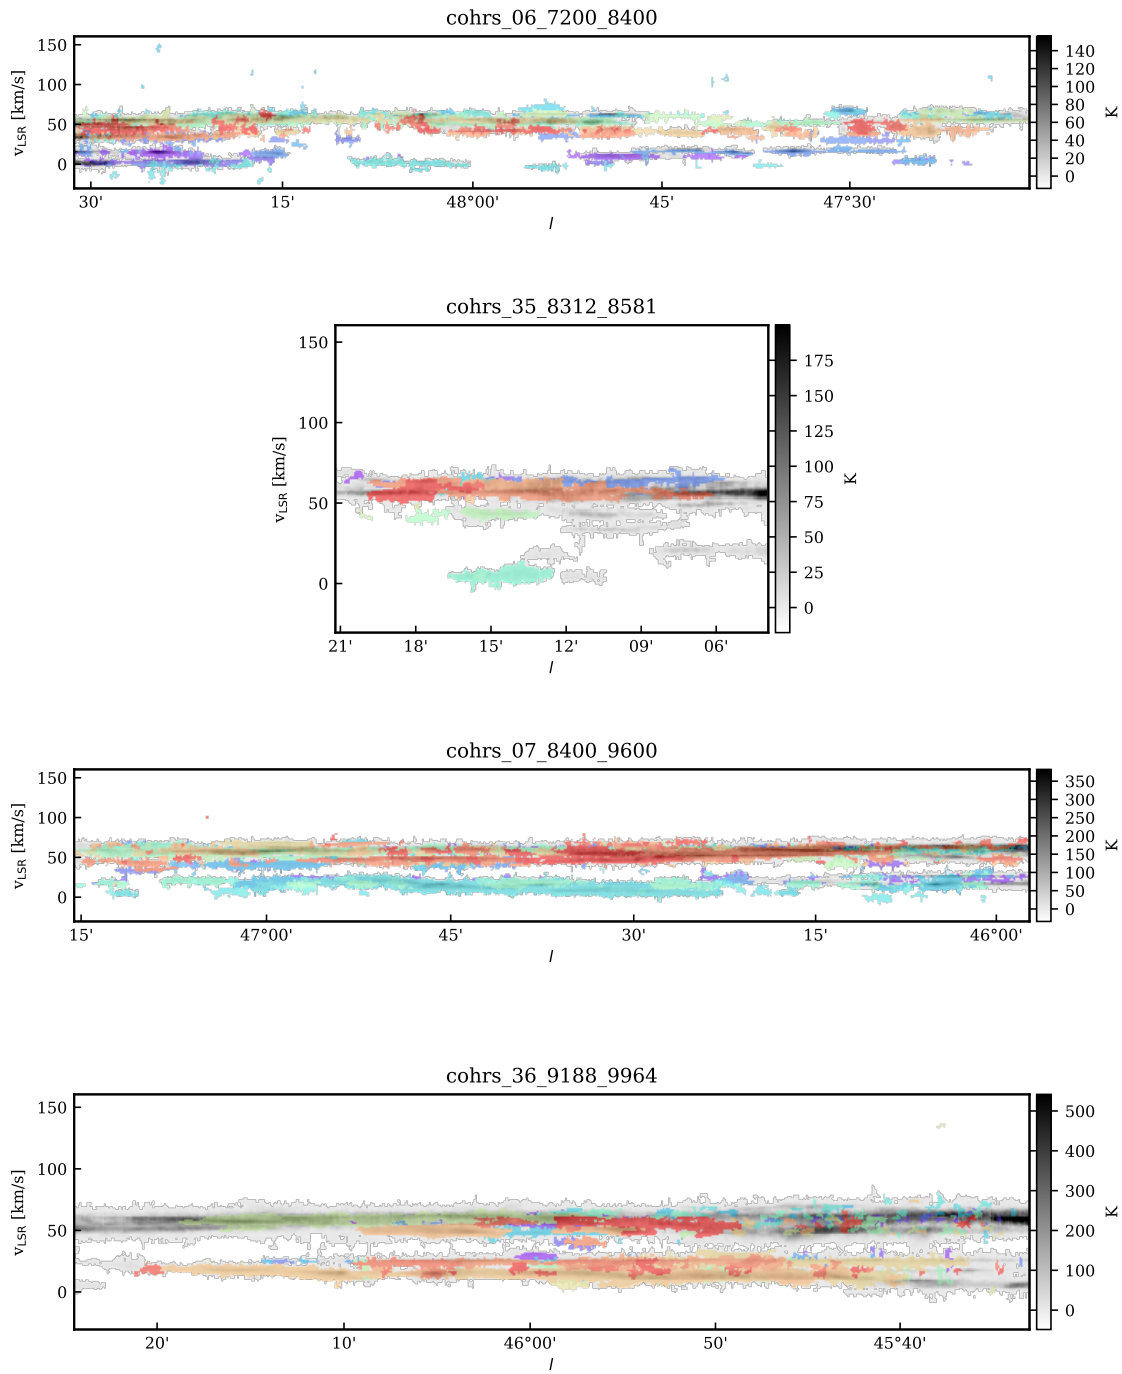 cohrs_06_7200_8400
v_LSR [km/s]
150
100
50
0
30' 15' 48°00' 45' 47°30'
l
140
120
100
80
60
40
20
0
K
cohrs_35_8312_8581
v_LSR [km/s]
150
100
50
0
21' 18' 15' 12' 09' 06'
l
175
150
125
100
75
50
25
0
K
cohrs_07_8400_9600
v_LSR [km/s]
150
100
50
0
15' 47°00' 45' 30' 15' 46°00'
l
350
300
250
200
150
100
50
0
K
cohrs_36_9188_9964
v_LSR [km/s]
150
100
50
0
20' 10' 46°00' 50' 45°40'
l
500
400
300
200
100
0
K